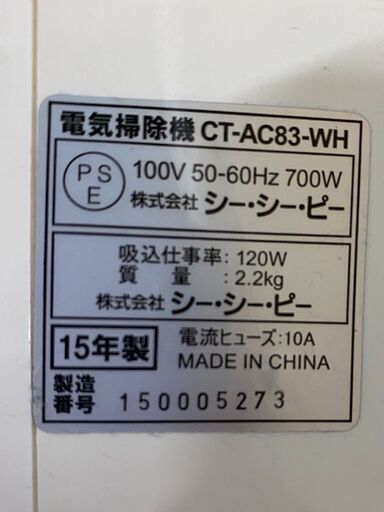 電気掃除機 CT-AC83-WH
PS
E
100V 50-60Hz 700W
株式会社 シー・シー・ピー
吸込仕事率: 120W
質量: 2.2kg
株式会社 シー・シー・ピー
15年製
電流ヒューズ:10A
MADE IN CHINA
製造
番号 150005273